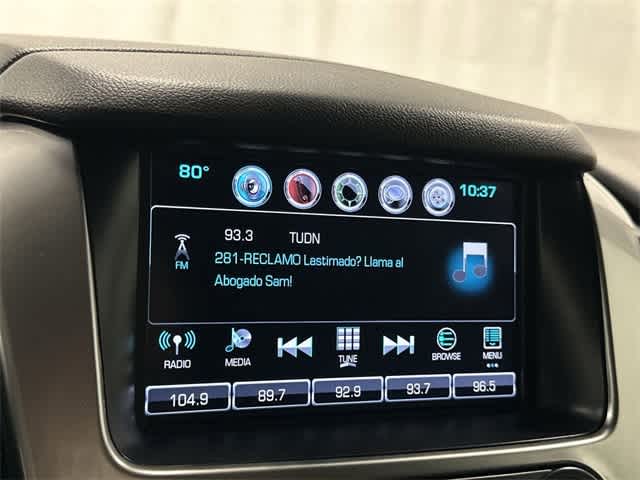 80° 10:37
93.3 TUDN
FM
281-RECLAMO Lastimado? Llama al
Abogado Sam!
RADIO MEDIA TUNE BROWSE MENU
104.9 89.7 92.9 93.7 96.5